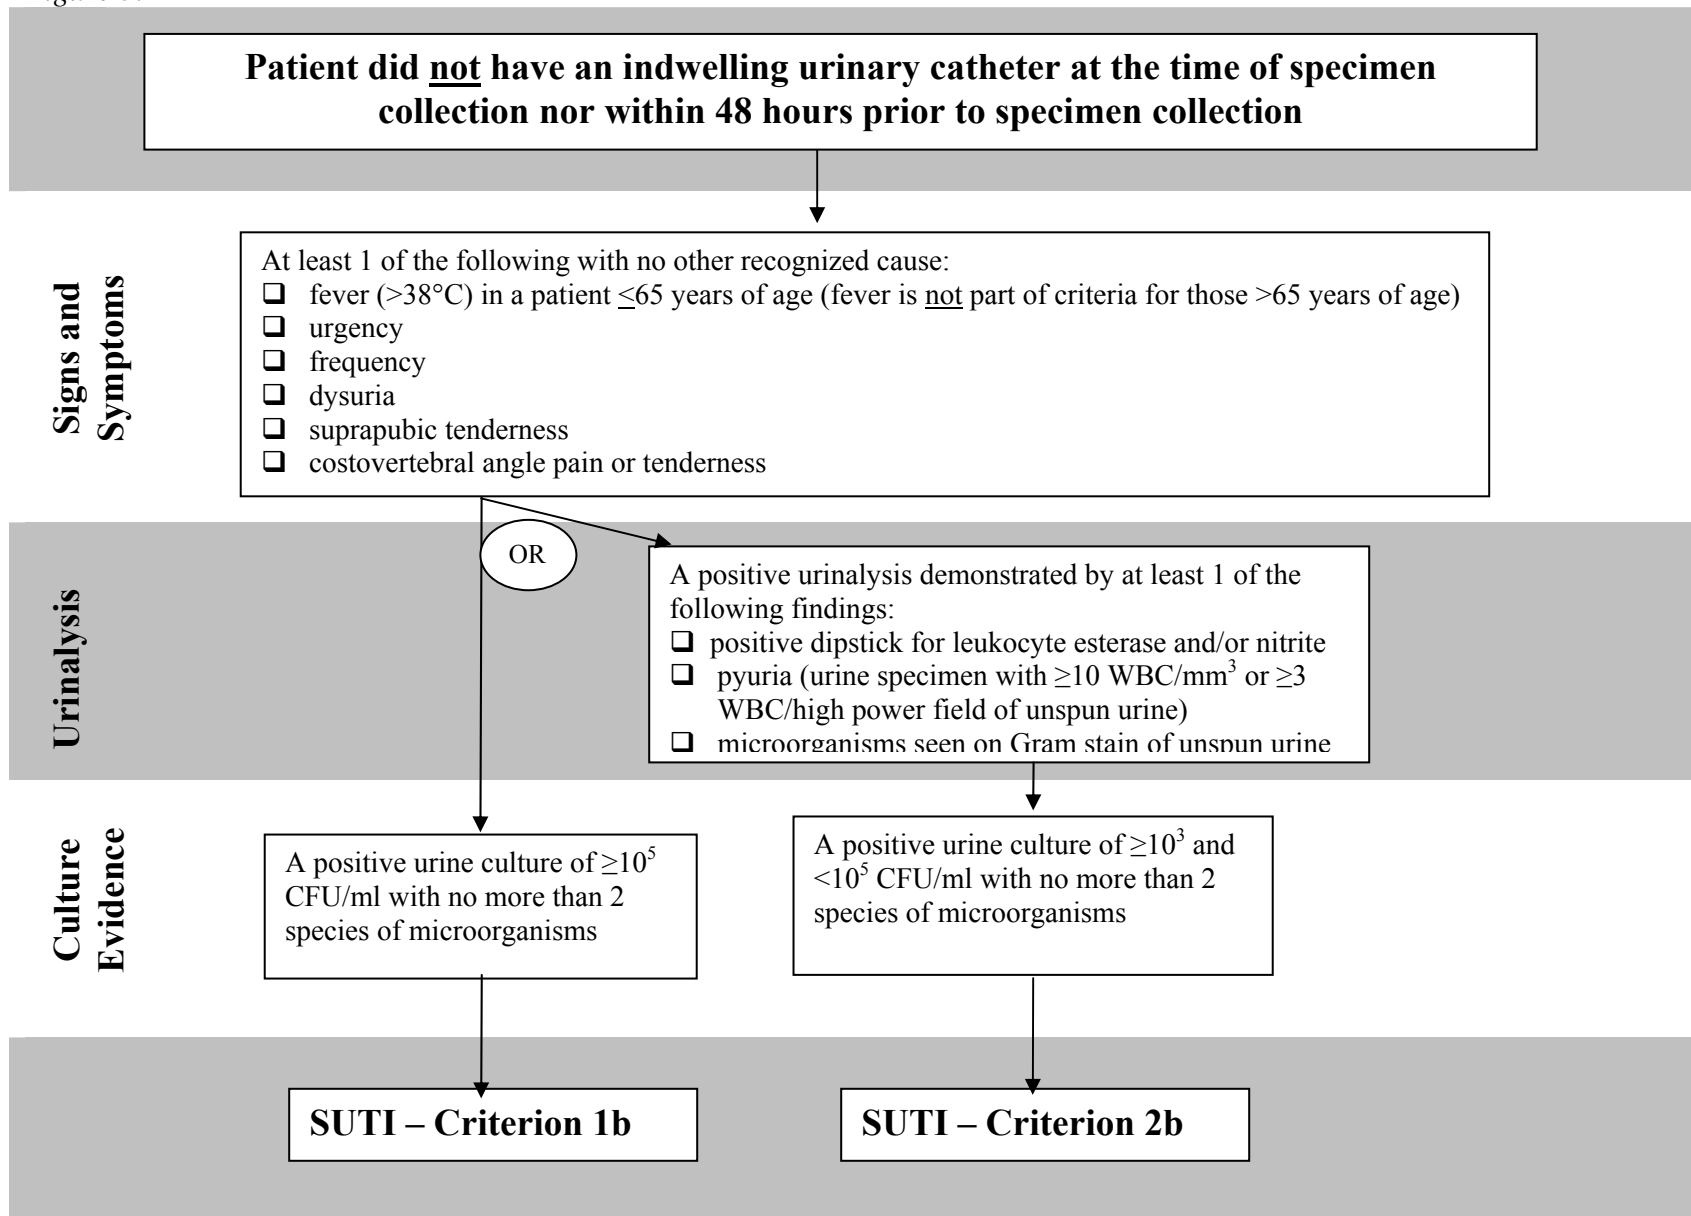 Patient did not have an indwelling urinary catheter at the time of specimen
collection nor within 48 hours prior to specimen collection
Signs and
Symptoms
At least 1 of the following with no other recognized cause:
❑ fever (>38°C) in a patient ≤65 years of age (fever is not part of criteria for those >65 years of age)
❑ urgency
❑ frequency
❑ dysuria
❑ suprapubic tenderness
❑ costovertebral angle pain or tenderness
OR
Urinalysis
A positive urinalysis demonstrated by at least 1 of the
following findings:
❑ positive dipstick for leukocyte esterase and/or nitrite
❑ pyuria (urine specimen with ≥10 WBC/mm³ or ≥3
WBC/high power field of unspun urine)
❑ microorganisms seen on Gram stain of unspun urine
Culture
Evidence
A positive urine culture of ≥10⁵
CFU/ml with no more than 2
species of microorganisms
A positive urine culture of ≥10³ and
<10⁵ CFU/ml with no more than 2
species of microorganisms
SUTI – Criterion 1b
SUTI – Criterion 2b